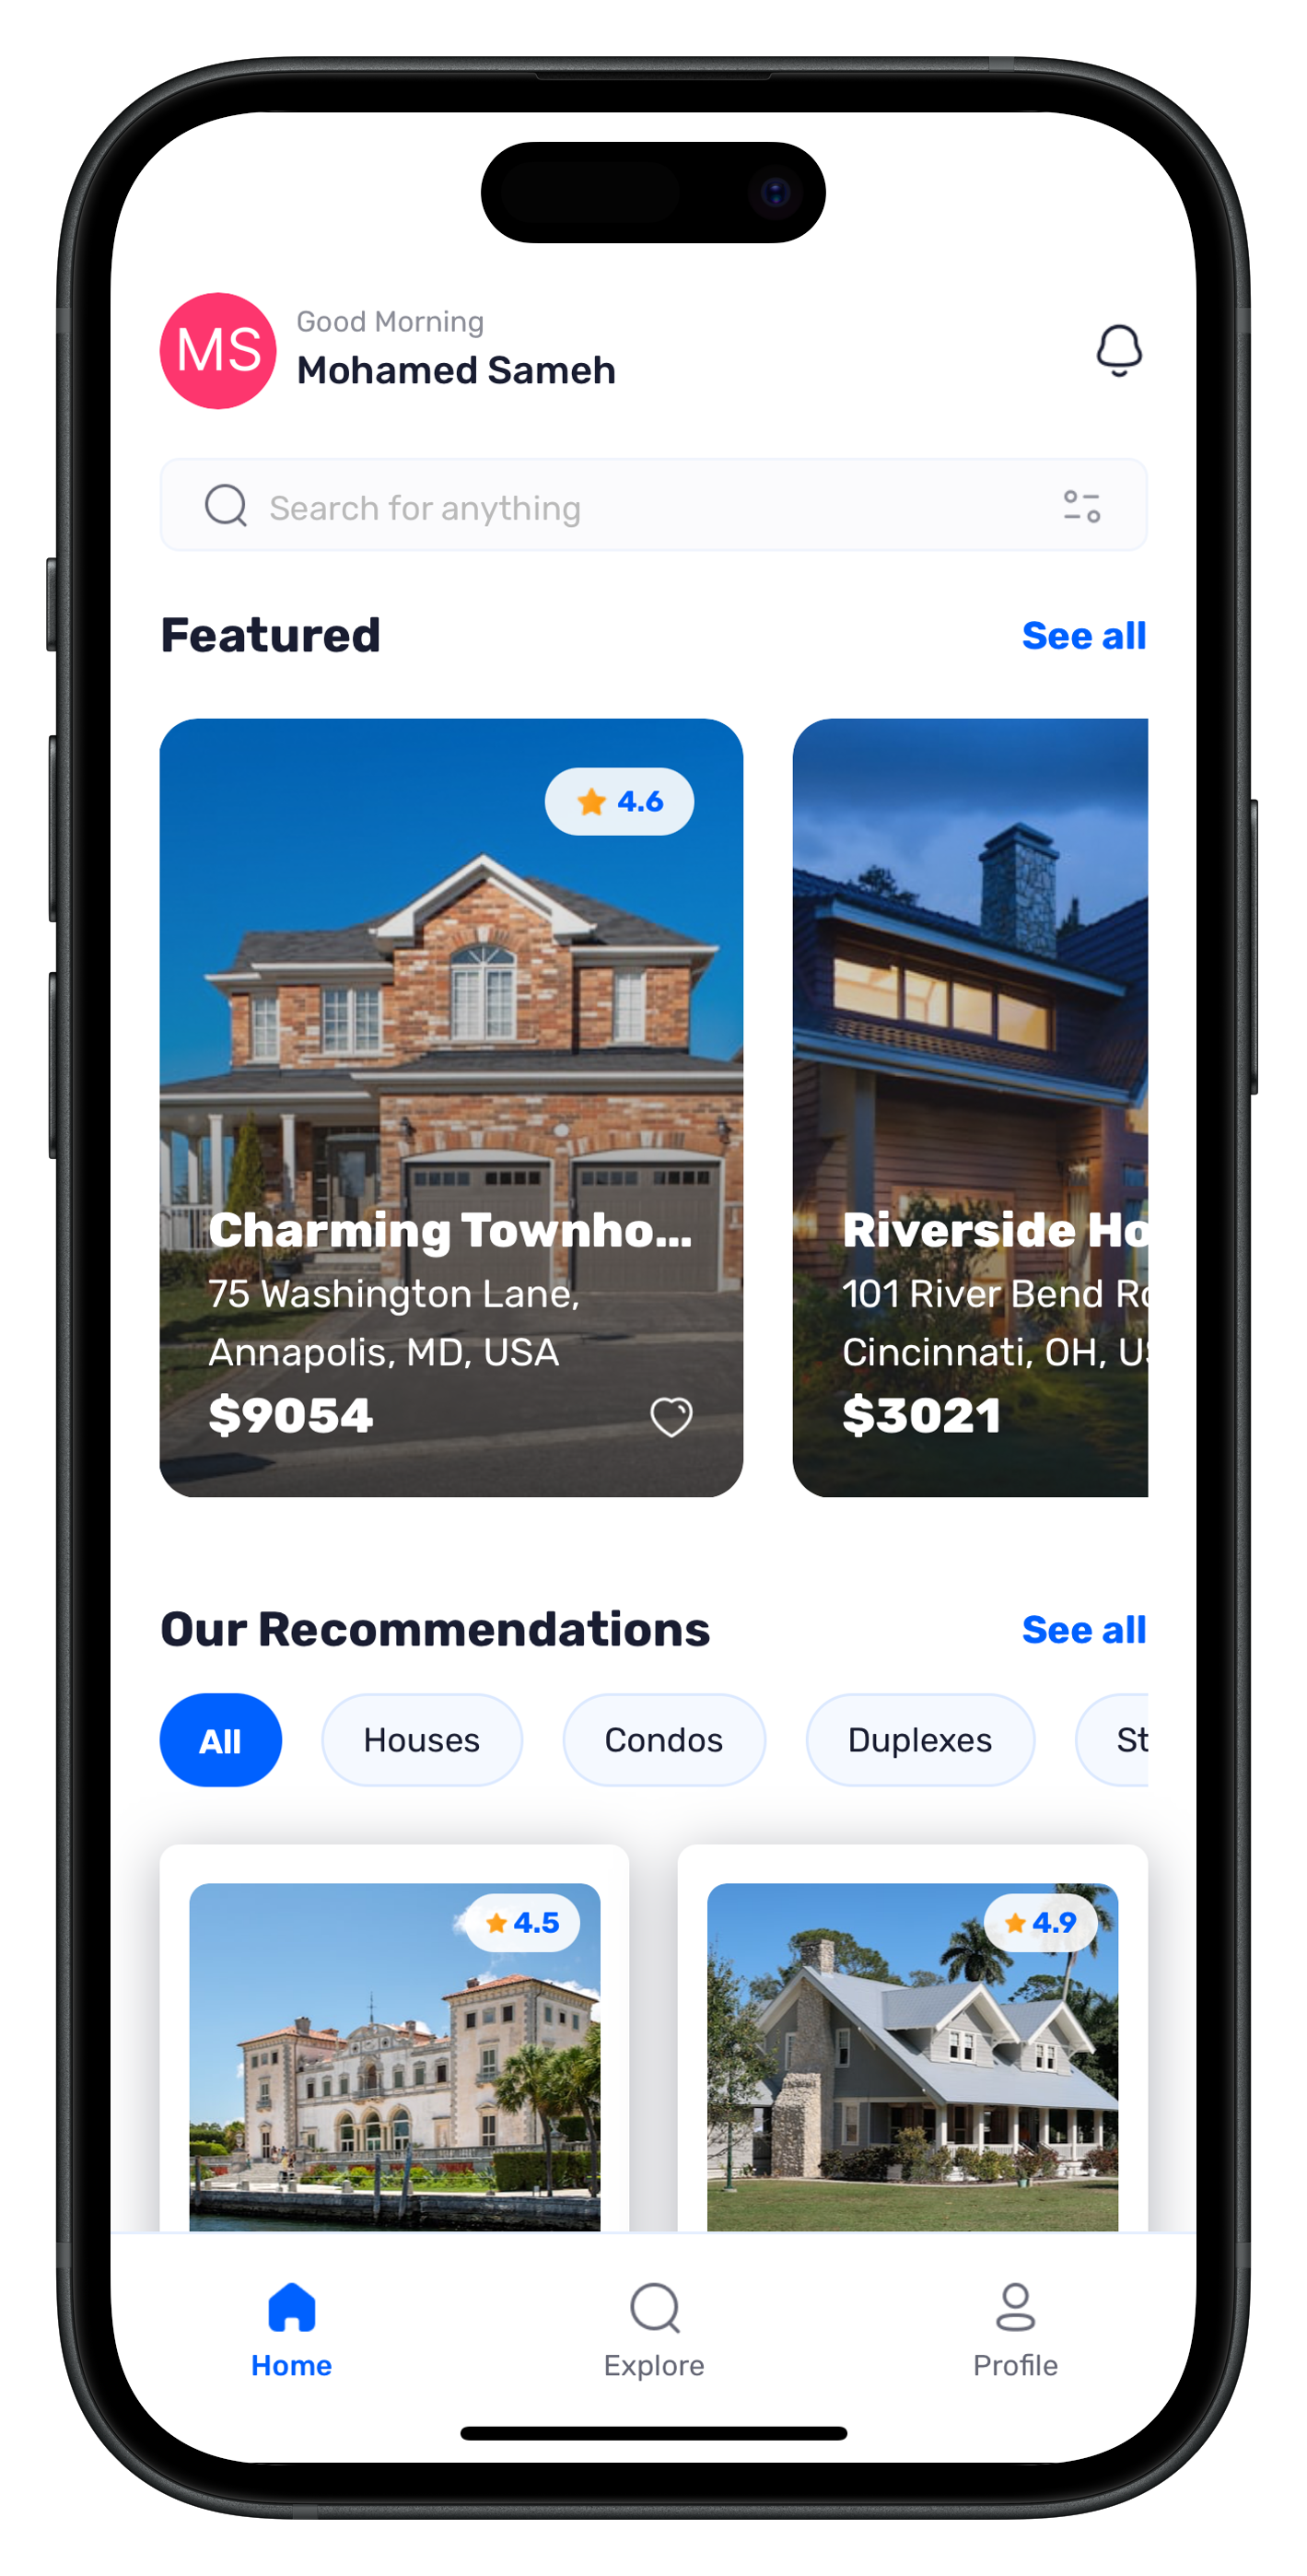 MS
Good Morning
Mohamed Sameh
Search for anything
Featured
See all
4.6
Charming Townho...
75 Washington Lane,
Annapolis, MD, USA
$9054
Riverside Ho
101 River Bend Ro
Cincinnati, OH, US
$3021
Our Recommendations
See all
All
Houses
Condos
Duplexes
St
4.5
4.9
Home
Explore
Profile